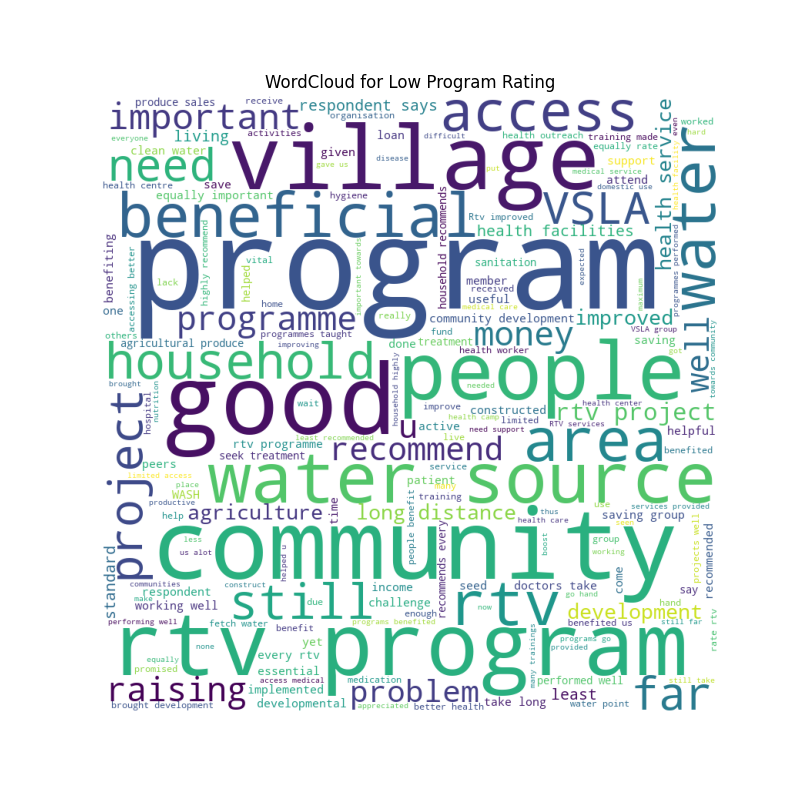 WordCloud for Low Program Rating
produce sales
receive
respondent says
access
health service
important
organisation
everyone
activities
loan
difficult
health outreach
training made
even
worked
hard
living
clean water
given
gave us
disease
equally rate
support
medical service
health facility
need
village
put
attend
domestic use
health centre
save
hygiene
equally important
water
beneficial
household recommends
Rtv improved
VSLA
health facilities
benefiting
accessing better
highly recommend
vital
program
important towards
sanitation
expected
programmes performed
lack
helped
member
received
useful
medical care
maximum
home
really
one
programme
programmes taught
community development
improved
VSLA group
others
agricultural produce
improving
done
treatment
fund
money
saving
got
towards community
household
health worker
people
well
brought
hospital
nutrition
good
household highly
needed
wait
improve
health camp
constructed
limited
health center
RTV services
rtv project
project
u
active
need support
helpful
least recommended
live
rtv programme
recommend
area
benefited
peers
seek treatment
limited access
place
WASH
productive
water source
service
many
patient
training
use
services provided
help
agriculture
time
long distance
people benefit
recommends every
thus
health care
saving group
projects well
recommended
less
us alot
helped u
community
boost
group
working
seek
standard
communities
construct
respondent
make
working well
still
due
income
challenge
enough
rtv
seed
doctors take
go hand
come
say
hand
development
performing well
fetch water
programs benefited
now
benefited us
still far
none
benefit
yet
rtv program
programs go
provided
rate rtv
equally
promised
every rtv
essential
access medical
medication
many trainings
performed well
still take
raising
implemented
problem
least
far
brought development
developmental
appreciated
better health
take long
water point